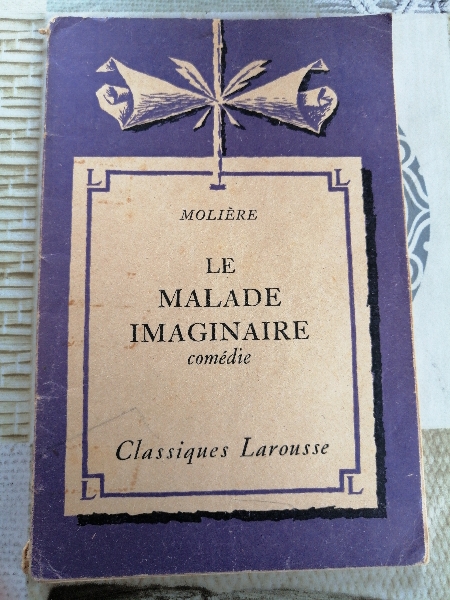 L L
MOLIÈRE
LE
MALADE
IMAGINAIRE
comédie
Classiques Larousse
L L